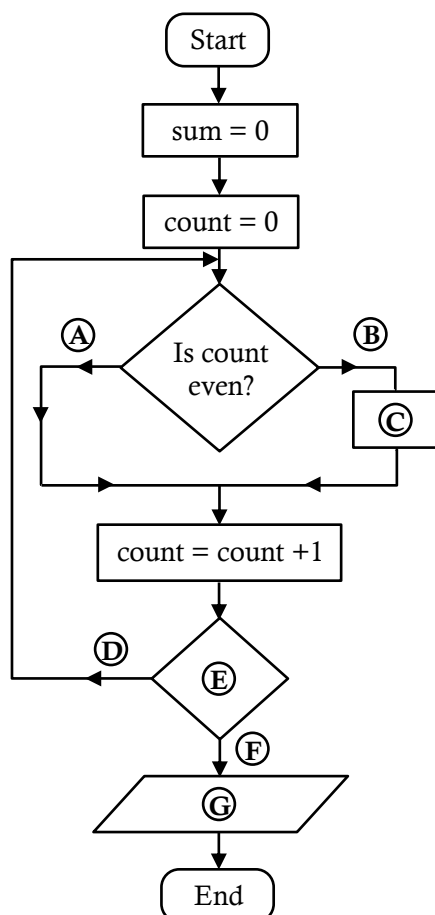 Start
sum = 0
count = 0
A
B
Is count
even?
C
count = count +1
D
E
F
G
End